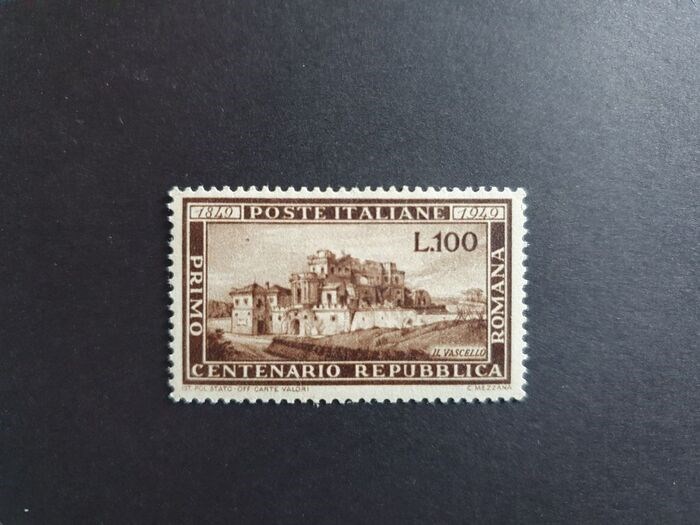 1849 POSTE ITALIANE 1949
L.100
PRIMO
ROMANA
IL VASCELLO
CENTENARIO REPUBBLICA
IST. POL. STATO-OFF. CARTE VALORI
C. MEZZANA